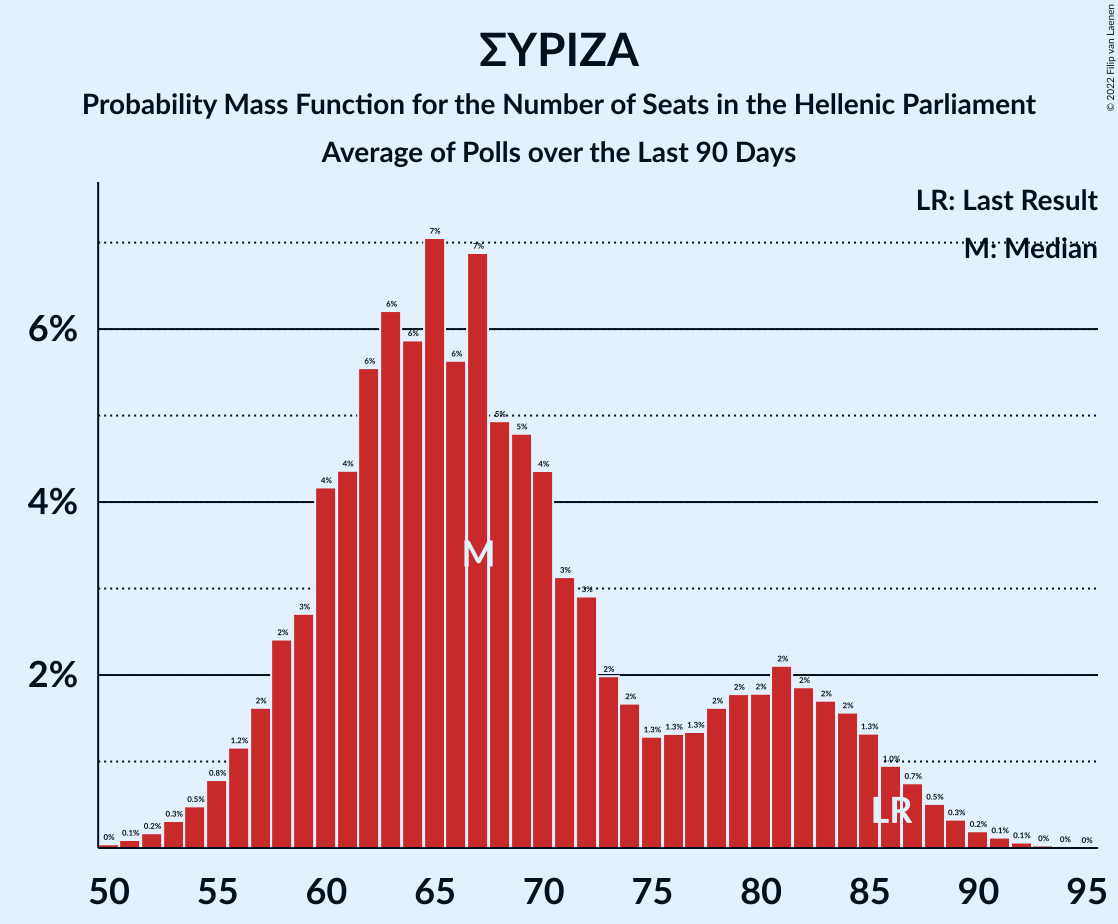 ΣΥΡΙΖΑ
Probability Mass Function for the Number of Seats in the Hellenic Parliament
Average of Polls over the Last 90 Days
© 2022 Filip van Laenen
LR: Last Result
M: Median
6%
4%
2%
0% 0.1% 0.2% 0.3% 0.5% 0.8% 1.2% 2% 2% 3% 4% 4% 6% 6% 6% 7% 6% 7% 5% 5% 4% 3% 3% 2% 2% 1.3% 1.3% 1.3% 2% 2% 2% 2% 2% 2% 2% 1.3% 1.0% 0.7% 0.5% 0.3% 0.2% 0.1% 0.1% 0% 0% 0%
M
LR
50 55 60 65 70 75 80 85 90 95